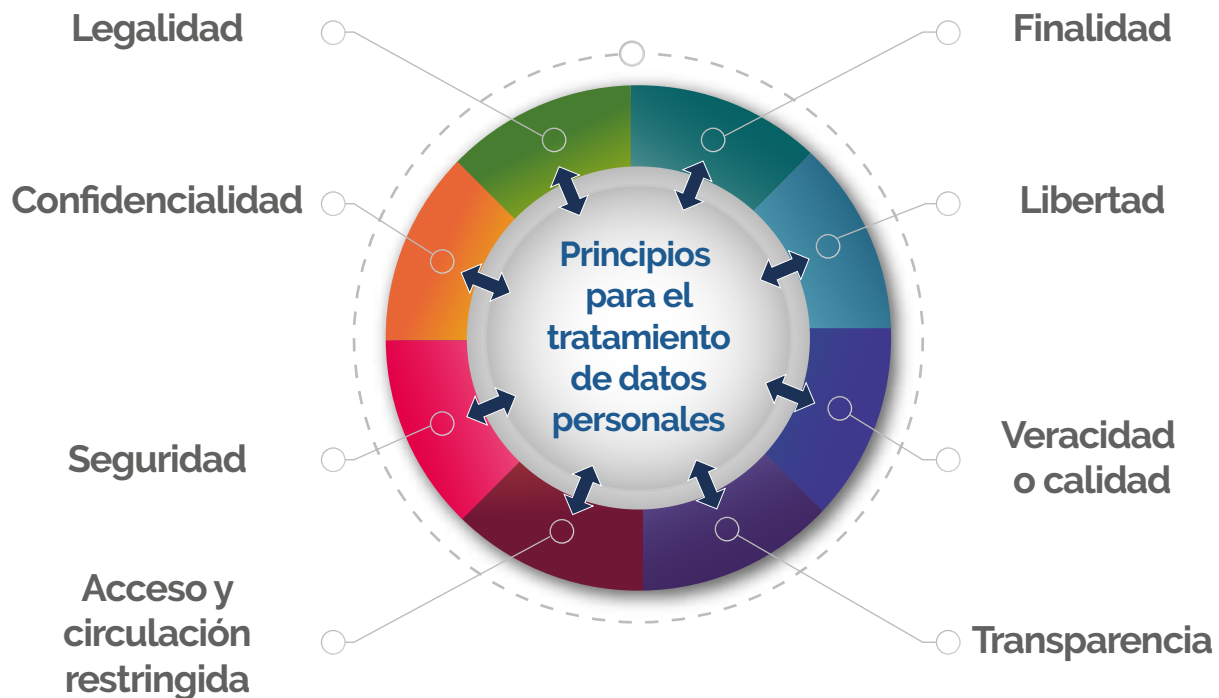 Legalidad
Finalidad
Confidencialidad
Libertad
Principios
para el
tratamiento
de datos
personales
Seguridad
Veracidad
o calidad
Acceso y
circulación
restringida
Transparencia